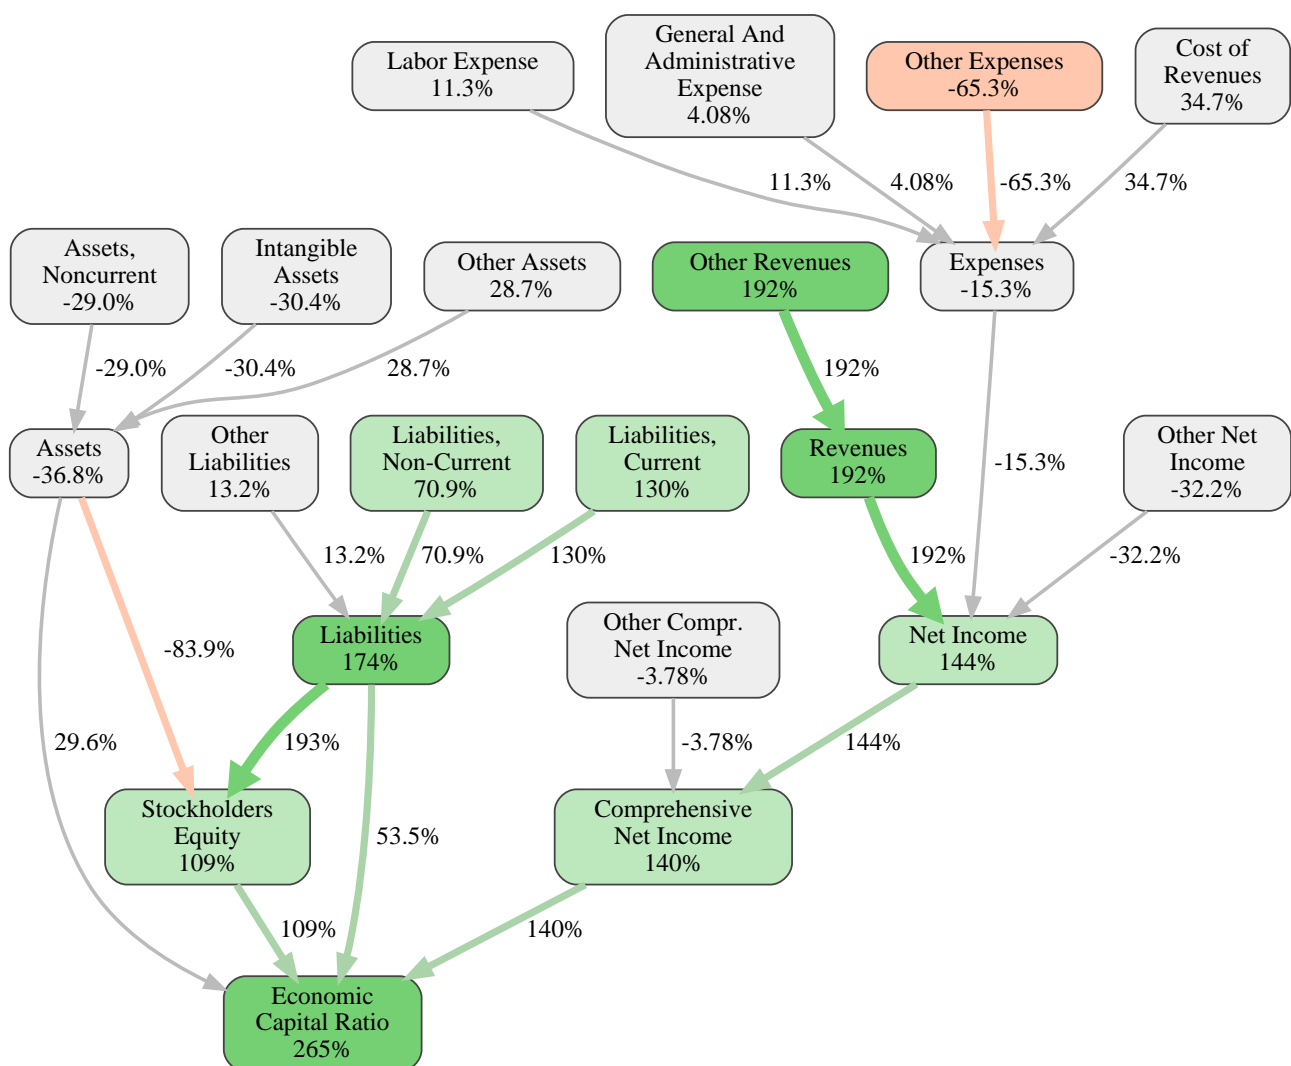 Labor Expense
11.3%
General And
Administrative
Expense
4.08%
Other Expenses
-65.3%
Cost of
Revenues
34.7%
11.3%
4.08%
-65.3%
34.7%
Assets,
Noncurrent
-29.0%
Intangible
Assets
-30.4%
Other Assets
28.7%
Other Revenues
192%
Expenses
-15.3%
-29.0%
-30.4%
28.7%
192%
Assets
-36.8%
Other
Liabilities
13.2%
Liabilities,
Non-Current
70.9%
Liabilities,
Current
130%
Revenues
192%
-15.3%
Other Net
Income
-32.2%
13.2%
70.9%
130%
192%
-32.2%
-83.9%
Liabilities
174%
Other Compr.
Net Income
-3.78%
Net Income
144%
29.6%
193%
-3.78%
144%
Stockholders
Equity
109%
53.5%
Comprehensive
Net Income
140%
109%
140%
Economic
Capital Ratio
265%